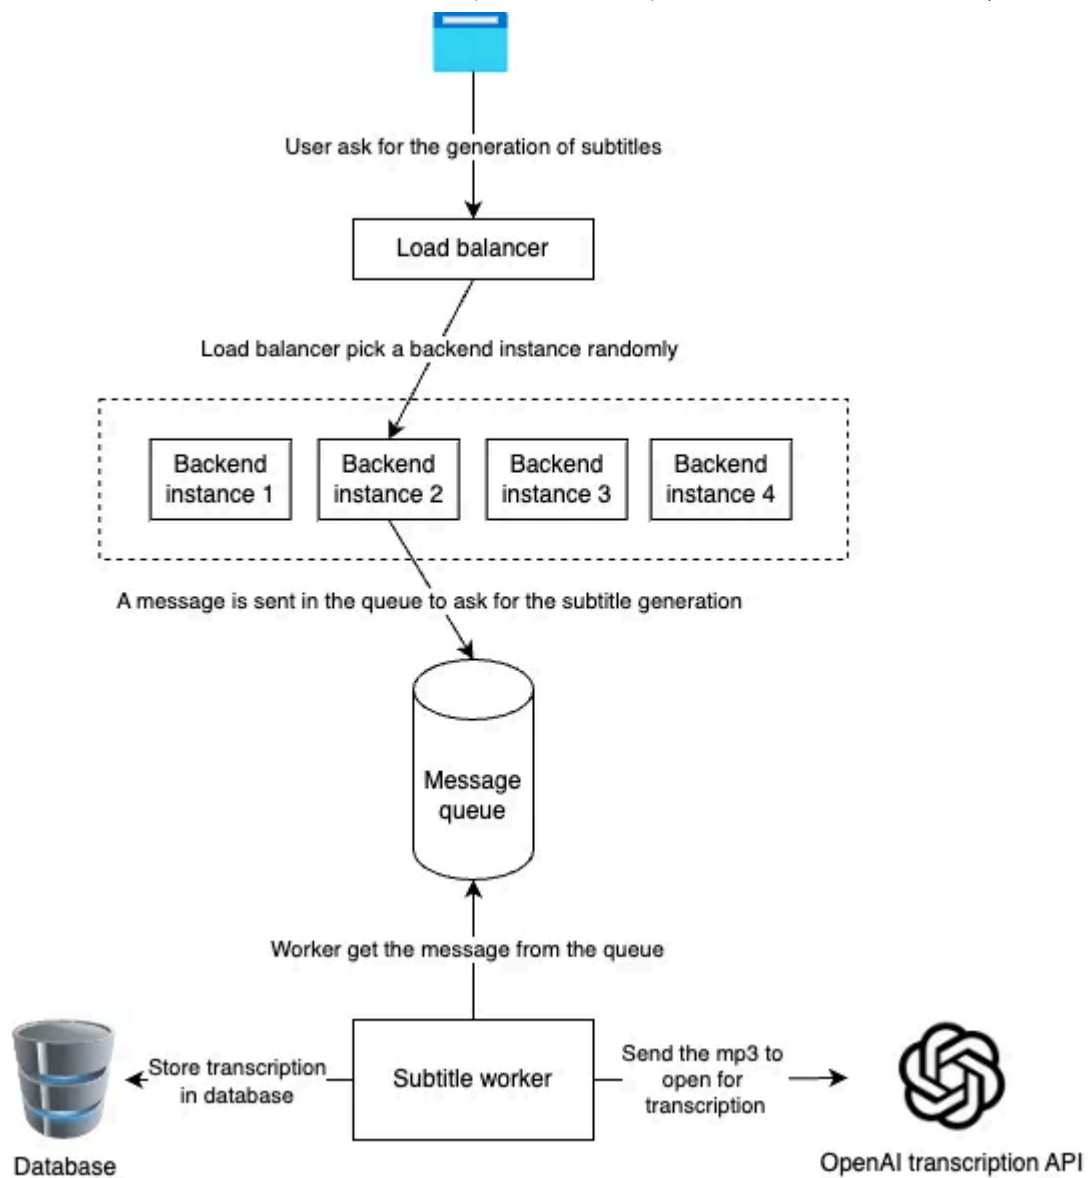 User ask for the generation of subtitles
Load balancer
Load balancer pick a backend instance randomly
Backend
instance 1
Backend
instance 2
Backend
instance 3
Backend
instance 4
A message is sent in the queue to ask for the subtitle generation
Message
queue
Worker get the message from the queue
Store transcription
in database
Subtitle worker
Send the mp3 to
open for
transcription
Database
OpenAI transcription API